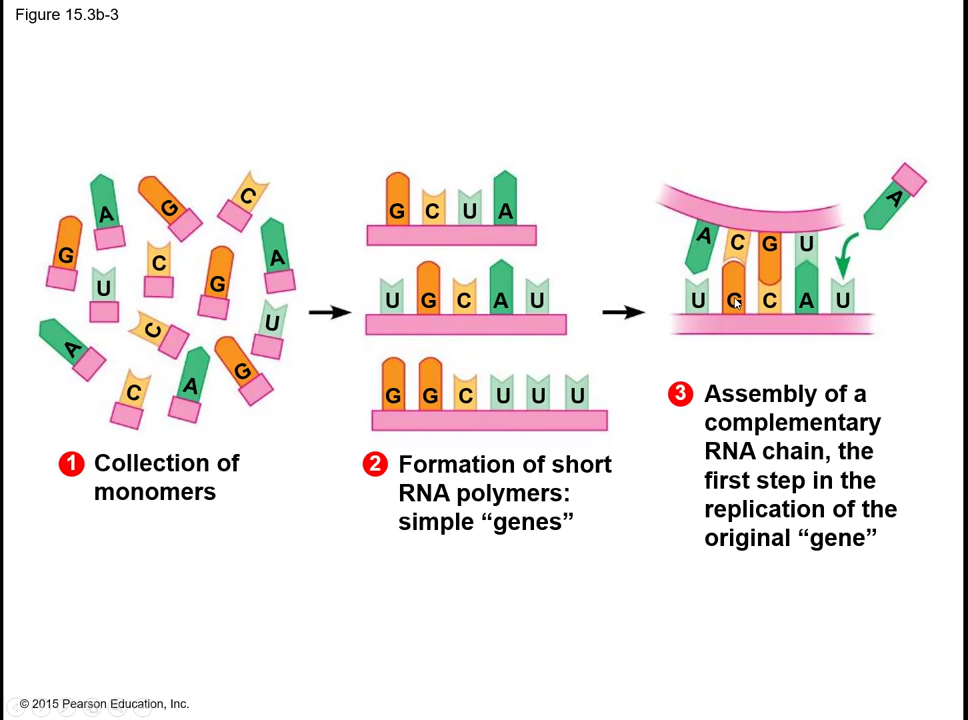 Figure 15.3b-3
A
G
C
G
A
U
C
G
A
C
U
A
C
A
G
G C U A
U G C A U
G G C U U U
A
A C G U
U G C A U
1 Collection of
monomers
2 Formation of short
RNA polymers:
simple “genes”
3 Assembly of a
complementary
RNA chain, the
first step in the
replication of the
original “gene”
© 2015 Pearson Education, Inc.